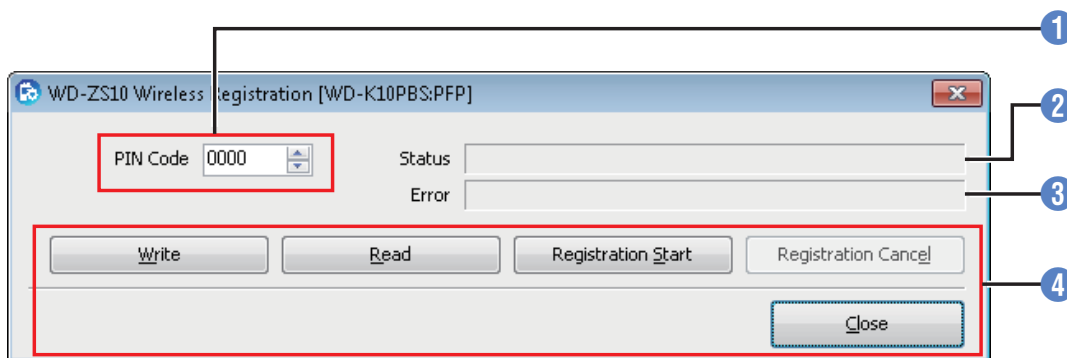 1
WD-ZS10 Wireless Registration [WD-K10PBS:PFP]
2
PIN Code 0000 Status
Error
3
Write Read Registration Start Registration Cancel
4
Close